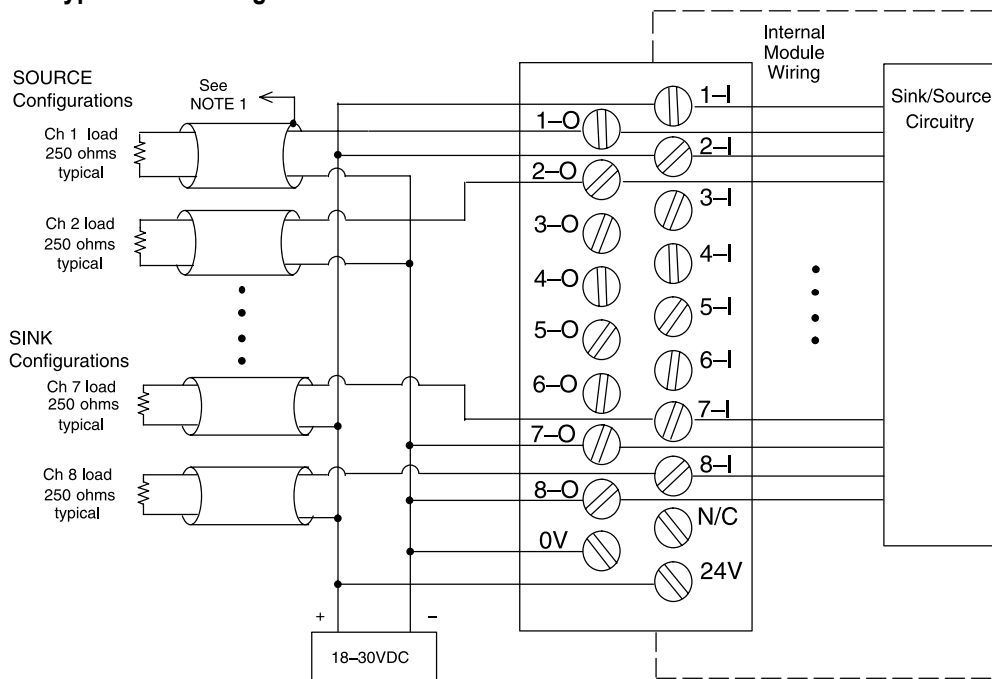 SOURCE
Configurations
See
NOTE 1
Ch 1 load
250 ohms
typical
Ch 2 load
250 ohms
typical
SINK
Configurations
Ch 7 load
250 ohms
typical
Ch 8 load
250 ohms
typical
+
–
18–30VDC
Internal
Module
Wiring
Sink/Source
Circuitry
1–I
1–O
2–I
2–O
3–I
3–O
4–I
4–O
5–I
5–O
6–I
6–O
7–I
7–O
8–I
8–O
N/C
0V
24V